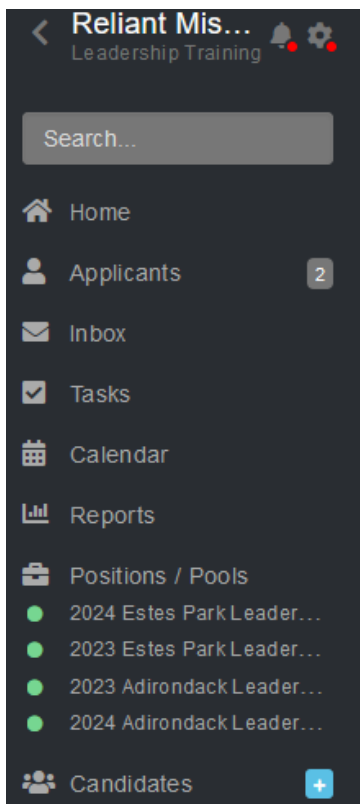 Reliant Mis...
Leadership Training
Search...
Home
Applicants 2
Inbox
Tasks
Calendar
Reports
Positions / Pools
2024 Estes Park Leader...
2023 Estes Park Leader...
2023 Adirondack Leader...
2024 Adirondack Leader...
Candidates +